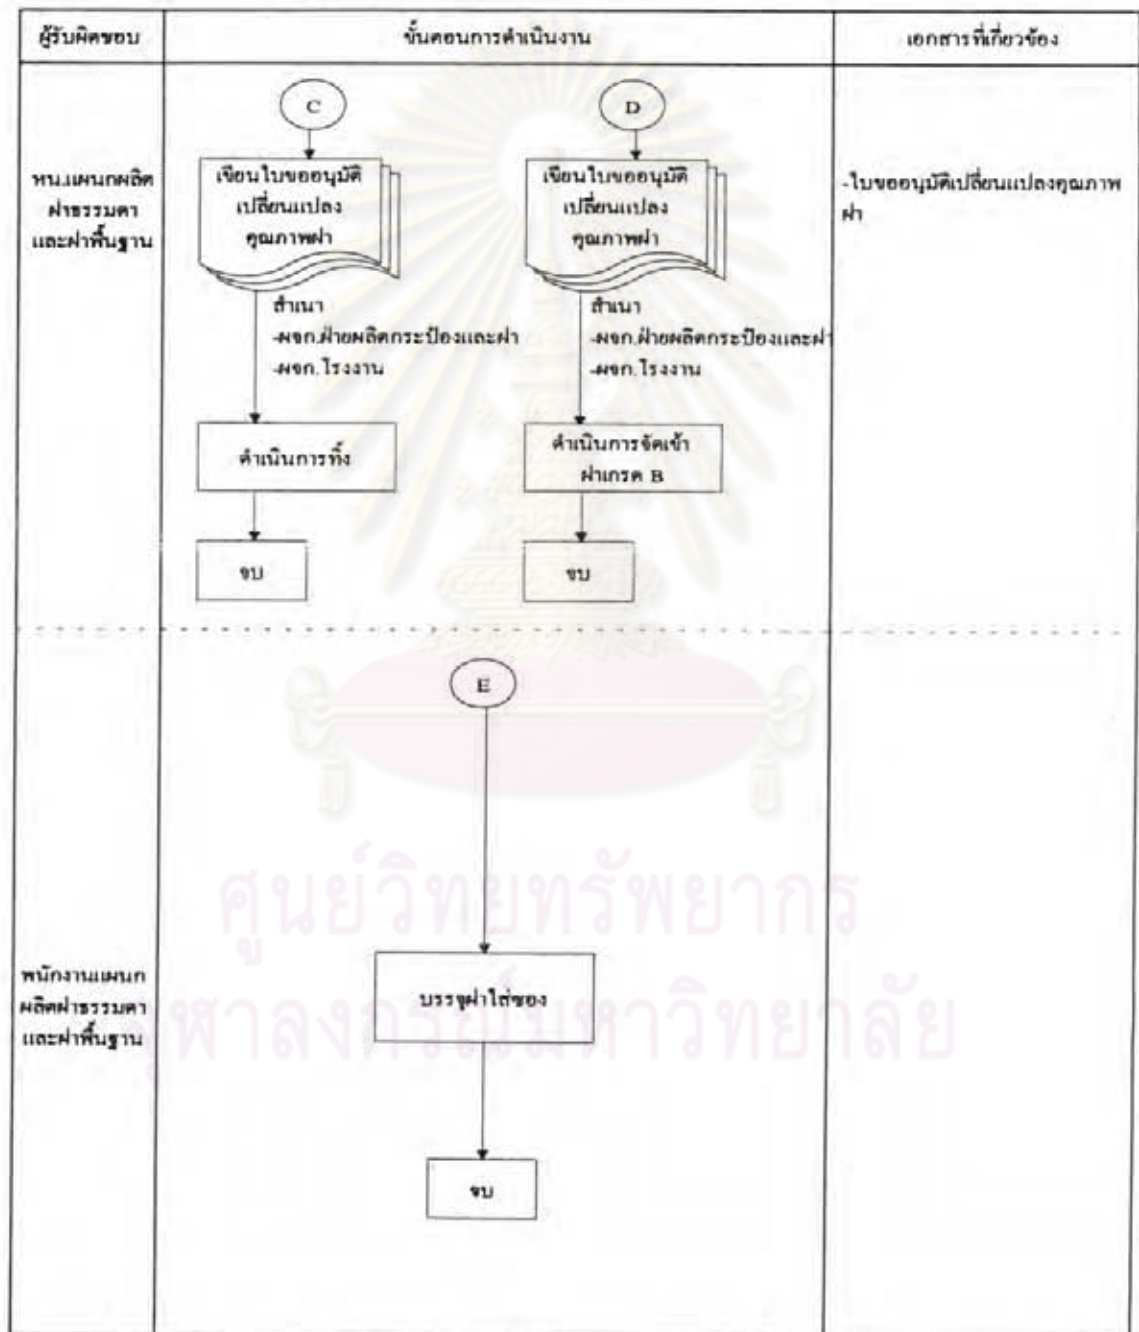 ผู้รับผิดชอบ
ขั้นตอนการดำเนินงาน
เอกสารที่เกี่ยวข้อง
C
D
หน.แผนกผลิต
ฝาธรรมดา
และฝาพื้นฐาน
เขียนใบขออนุมัติ
เปลี่ยนแปลง
คุณภาพฝา
เขียนใบขออนุมัติ
เปลี่ยนแปลง
คุณภาพฝา
-ใบขออนุมัติเปลี่ยนแปลงคุณภาพ
ฝา
สำเนา
-ผจก.ฝ่ายผลิตกระป๋องและฝา
-ผจก.โรงงาน
สำเนา
-ผจก.ฝ่ายผลิตกระป๋องและฝา
-ผจก.โรงงาน
ดำเนินการทิ้ง
ดำเนินการจัดเข้า
ฝาเกรด B
จบ
จบ
E
พนักงานแผนก
ผลิตฝาธรรมดา
และฝาพื้นฐาน
บรรจุฝาใส่ซอง
จบ
ศูนย์วิทยทรัพยากร
จุฬาลงกรณ์มหาวิทยาลัย